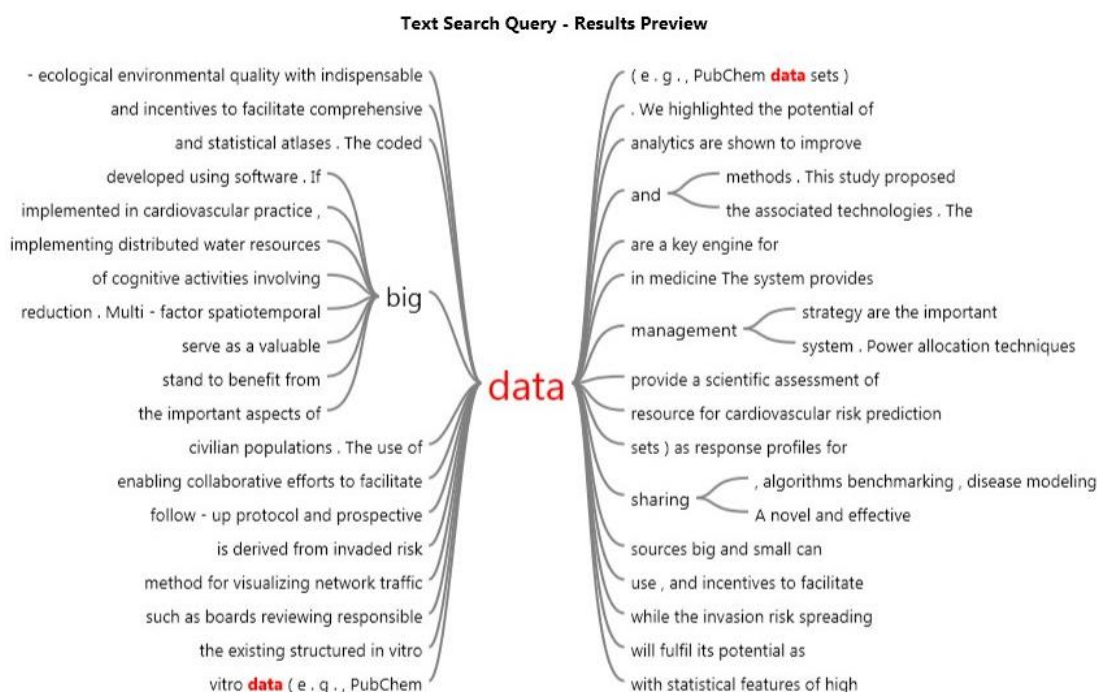 Text Search Query - Results Preview
- ecological environmental quality with indispensable
and incentives to facilitate comprehensive
and statistical atlases . The coded
developed using software . If
implemented in cardiovascular practice ,
implementing distributed water resources
of cognitive activities involving
reduction . Multi - factor spatiotemporal
serve as a valuable
stand to benefit from
the important aspects of
big
civilian populations . The use of
enabling collaborative efforts to facilitate
follow - up protocol and prospective
is derived from invaded risk
method for visualizing network traffic
such as boards reviewing responsible
the existing structured in vitro
vitro data ( e . g . , PubChem
data
( e . g . , PubChem data sets )
. We highlighted the potential of
analytics are shown to improve
and
methods . This study proposed
the associated technologies . The
are a key engine for
in medicine The system provides
management
strategy are the important
system . Power allocation techniques
provide a scientific assessment of
resource for cardiovascular risk prediction
sets ) as response profiles for
sharing
, algorithms benchmarking , disease modeling
A novel and effective
sources big and small can
use , and incentives to facilitate
while the invasion risk spreading
will fulfil its potential as
with statistical features of high